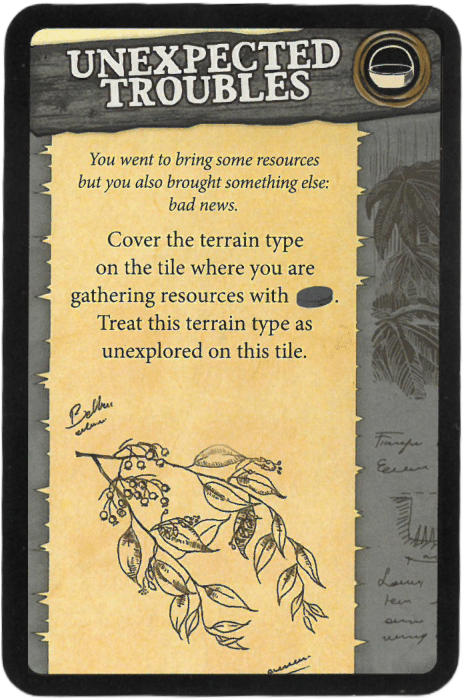 UNEXPECTED
TROUBLES
You went to bring some resources
but you also brought something else:
bad news.
Cover the terrain type
on the tile where you are
gathering resources with .
Treat this terrain type as
unexplored on this tile.